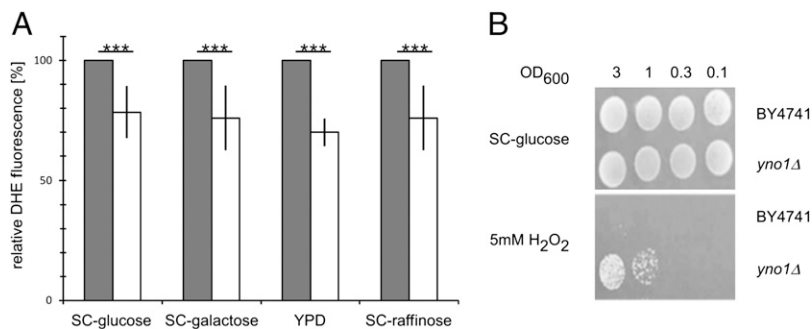 A
relative DHE fluorescence [%]
100
50
0
*** *** *** ***
SC-glucose SC-galactose YPD SC-raffinose
B
OD600 3 1 0.3 0.1
SC-glucose
BY4741
yno1Δ
5mM H2O2
BY4741
yno1Δ